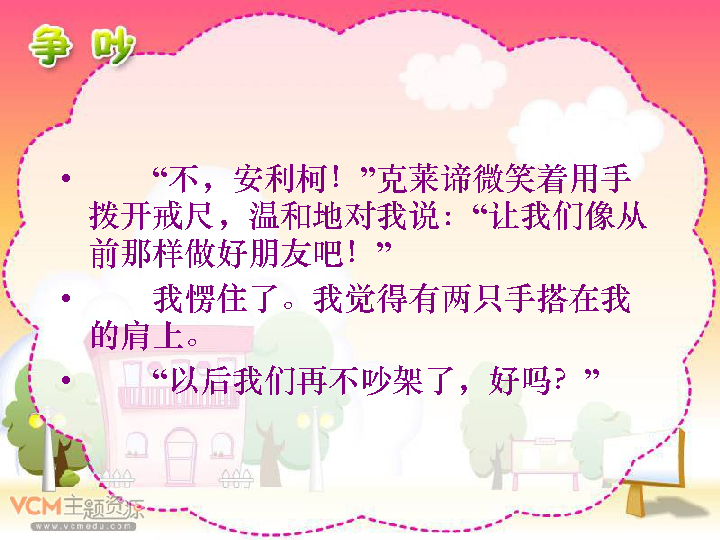 争 吵
• “不，安利柯！”克莱谛微笑着用手
拨开戒尺，温和地对我说：“让我们像从
前那样做好朋友吧！”
• 我愣住了。我觉得有两只手搭在我
的肩上。
• “以后我们再不吵架了，好吗？”
VCM主题资源
www.vcmedu.com